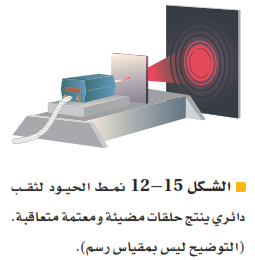 ■ الشكل 15–12 نمط الحيود لثقب
دائري ينتج حلقات مضيئة ومعتمة متعاقبة.
(التوضيح ليس بمقياس رسم).